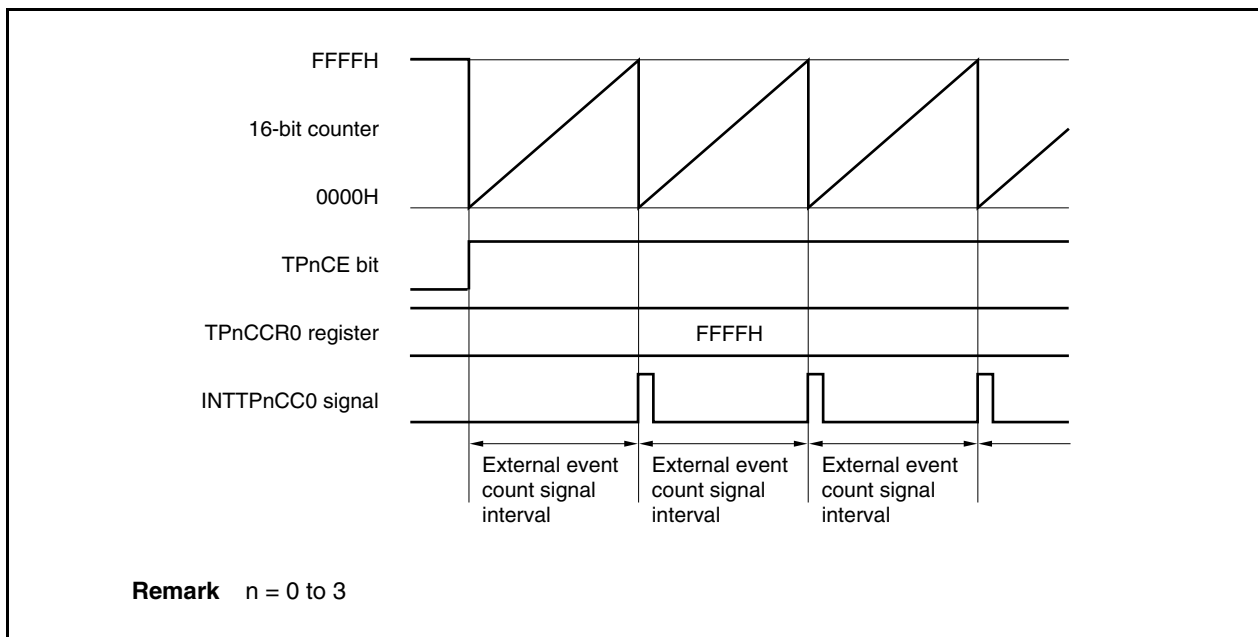 FFFFH
16-bit counter
0000H
TPnCE bit
TPnCCR0 register
FFFFH
INTTPnCC0 signal
External event
count signal
interval
External event
count signal
interval
External event
count signal
interval
Remark n = 0 to 3